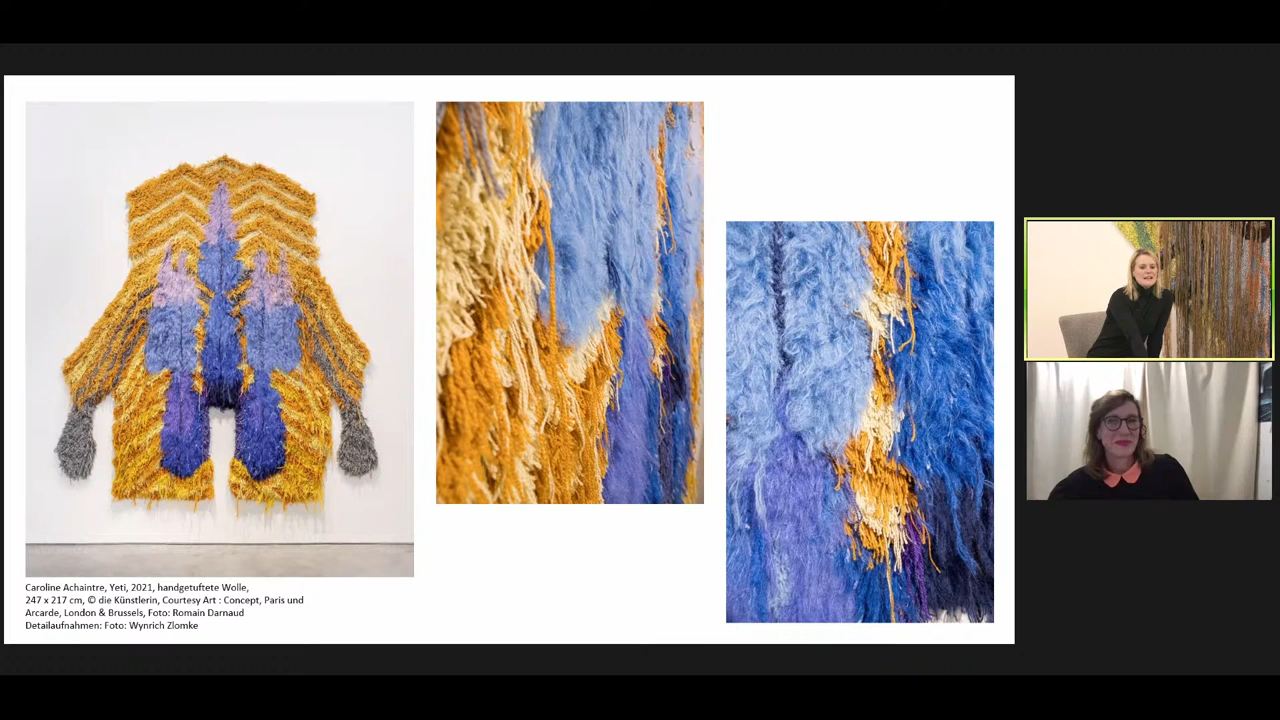 Caroline Achaintre, Yeti, 2021, handgetuftete Wolle,
247 x 217 cm, © die Künstlerin, Courtesy Art : Concept, Paris und
Arcarde, London & Brussels, Foto: Romain Darnaud
Detailaufnahmen: Foto: Wynrich Zlomke